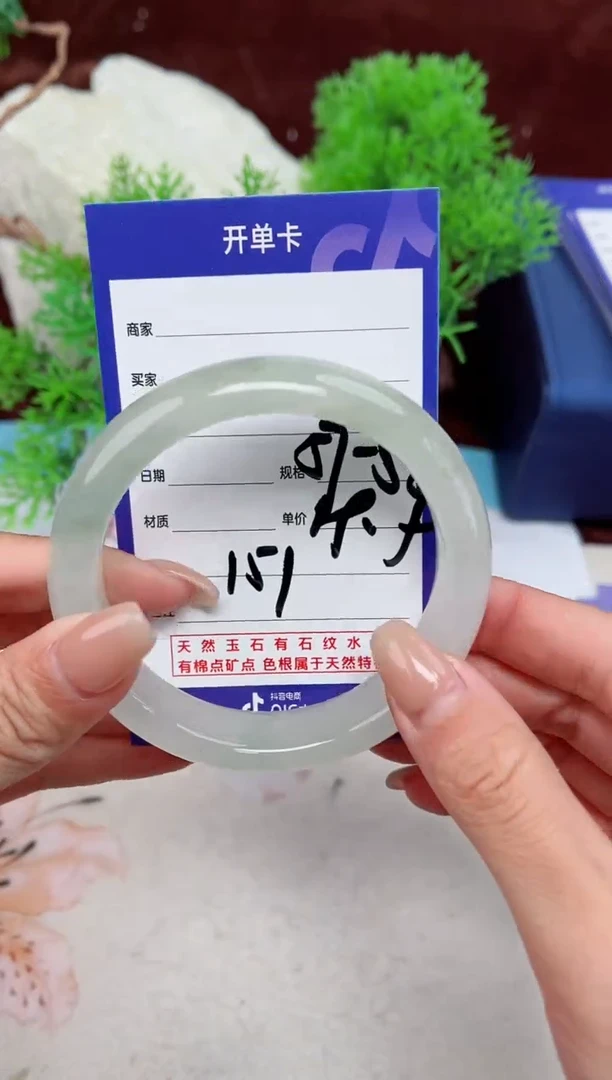 开单卡
商家
买家
日期 规格
材质 单价
151
天然玉石有石纹水
有棉点矿点 色根属于天然特
抖音电商